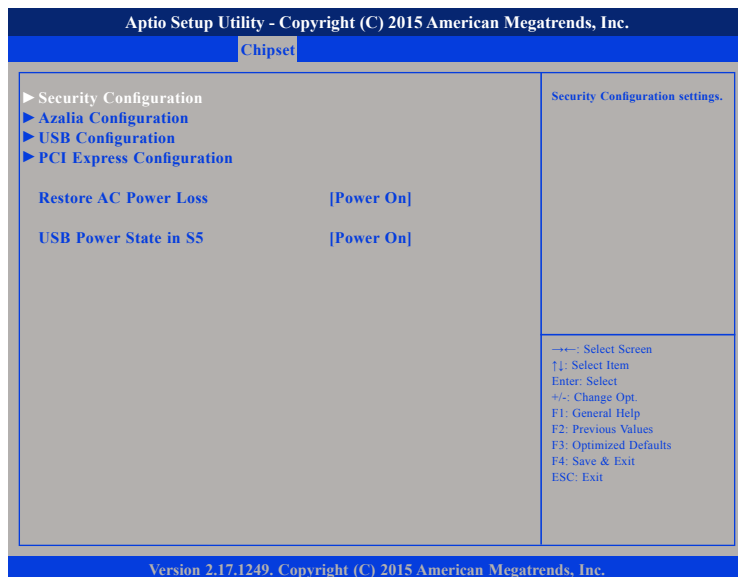 Aptio Setup Utility - Copyright (C) 2015 American Megatrends, Inc.
Chipset
►Security Configuration
►Azalia Configuration
►USB Configuration
►PCI Express Configuration
Restore AC Power Loss [Power On]
USB Power State in S5 [Power On]
Security Configuration settings.
→←: Select Screen
↑↓: Select Item
Enter: Select
+/-: Change Opt.
F1: General Help
F2: Previous Values
F3: Optimized Defaults
F4: Save & Exit
ESC: Exit
Version 2.17.1249. Copyright (C) 2015 American Megatrends, Inc.